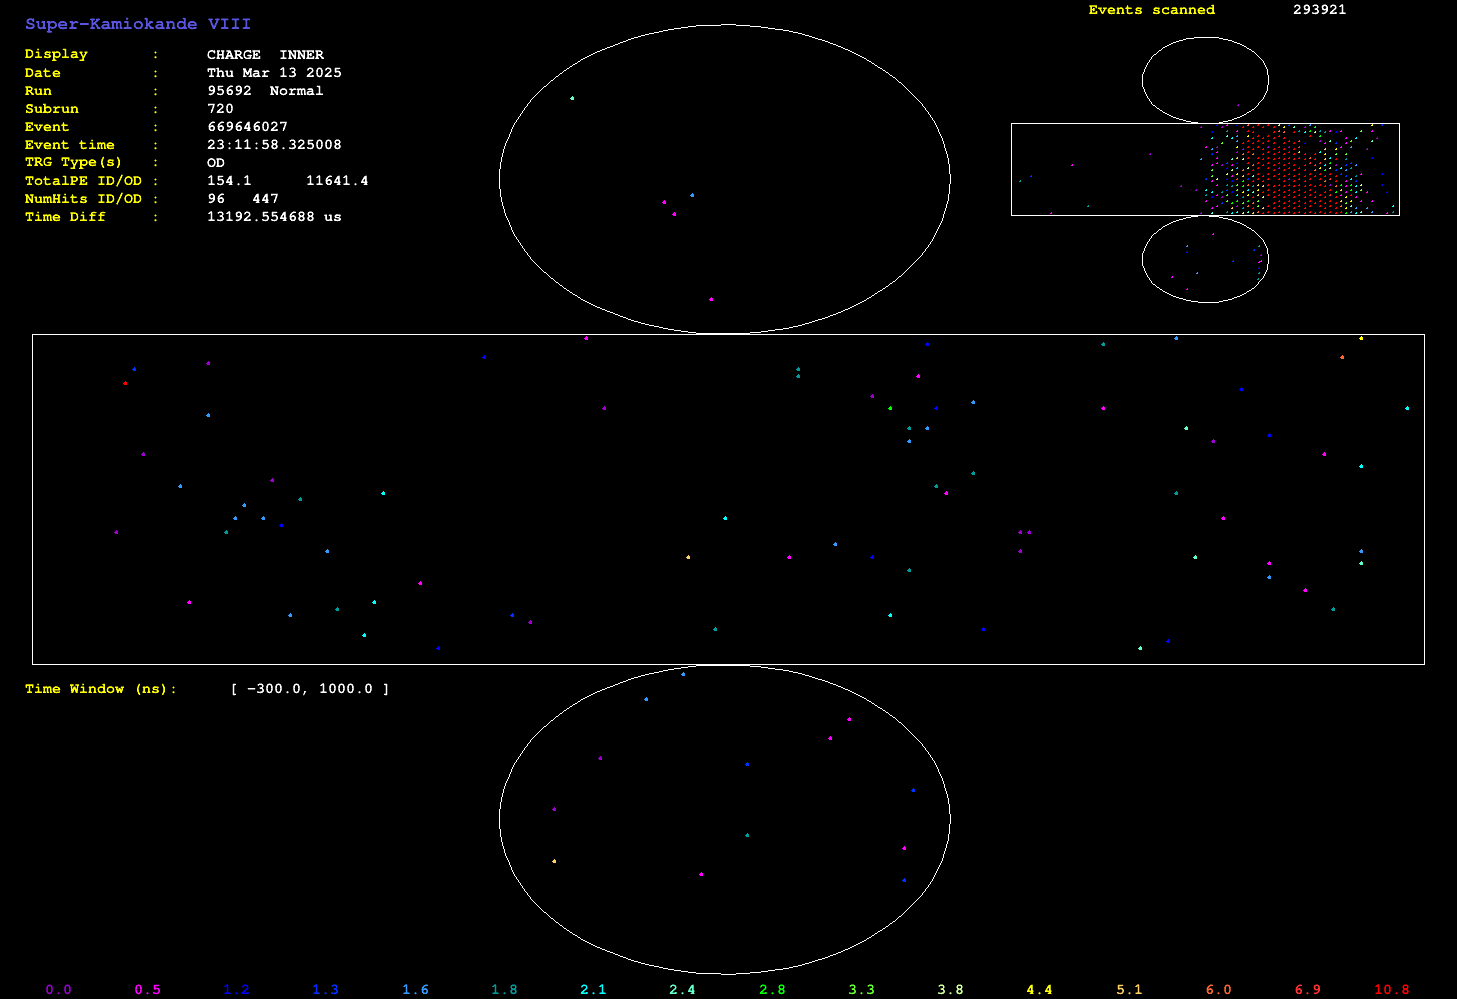 Super-Kamiokande VIII
Events scanned 293921
Display : CHARGE INNER
Date : Thu Mar 13 2025
Run : 95692 Normal
Subrun : 720
Event : 669646027
Event time : 23:11:58.325008
TRG Type(s) : OD
TotalPE ID/OD : 154.1 11641.4
NumHits ID/OD : 96 447
Time Diff : 13192.554688 us
Time Window (ns): [ -300.0, 1000.0 ]
0.0 0.5 1.2 1.3 1.6 1.8 2.1 2.4 2.8 3.3 3.8 4.4 5.1 6.0 6.9 10.8